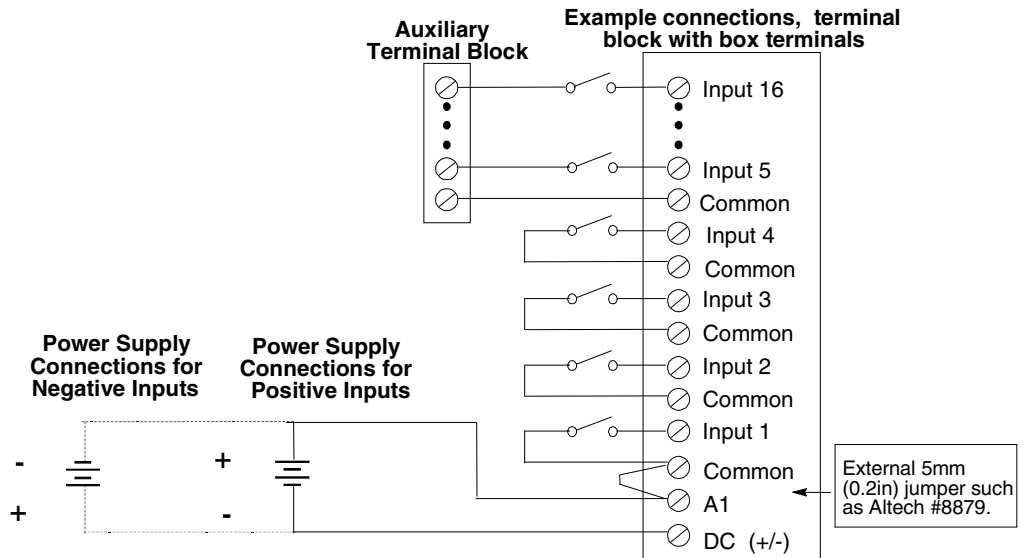 Auxiliary
Terminal Block
Example connections, terminal
block with box terminals
Input 16
Input 5
Common
Input 4
Common
Input 3
Common
Input 2
Common
Input 1
Common
A1
DC (+/-)
Power Supply
Connections for
Negative Inputs
Power Supply
Connections for
Positive Inputs
-
+
+
-
External 5mm
(0.2in) jumper such
as Altech #8879.